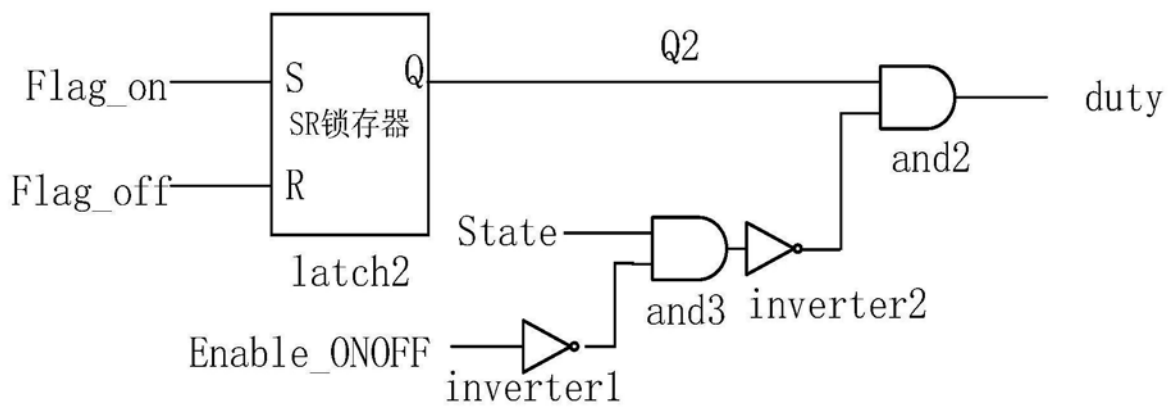 Q2
Flag_on
S
Q
duty
SR锁存器
and2
Flag_off
R
State
latch2
and3
inverter2
Enable_ONOFF
inverter1